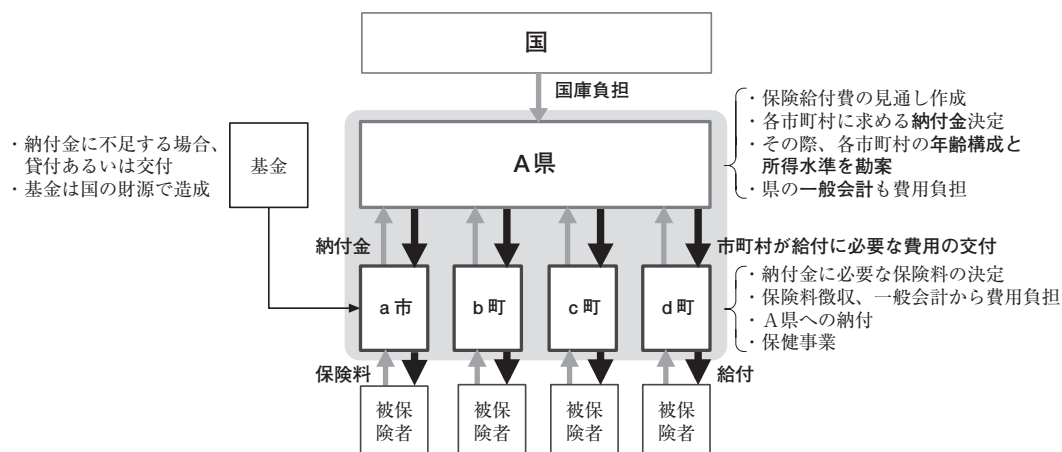 国
国庫負担
・保険給付費の見通し作成
・各市町村に求める納付金決定
・その際、各市町村の年齢構成と
所得水準を勘案
・県の一般会計も費用負担
・納付金に不足する場合、
貸付あるいは交付
・基金は国の財源で造成
基金
A県
納付金
市町村が給付に必要な費用の交付
a市
b町
c町
d町
・納付金に必要な保険料の決定
・保険料徴収、一般会計から費用負担
・A県への納付
・保健事業
保険料
給付
被保
険者
被保
険者
被保
険者
被保
険者